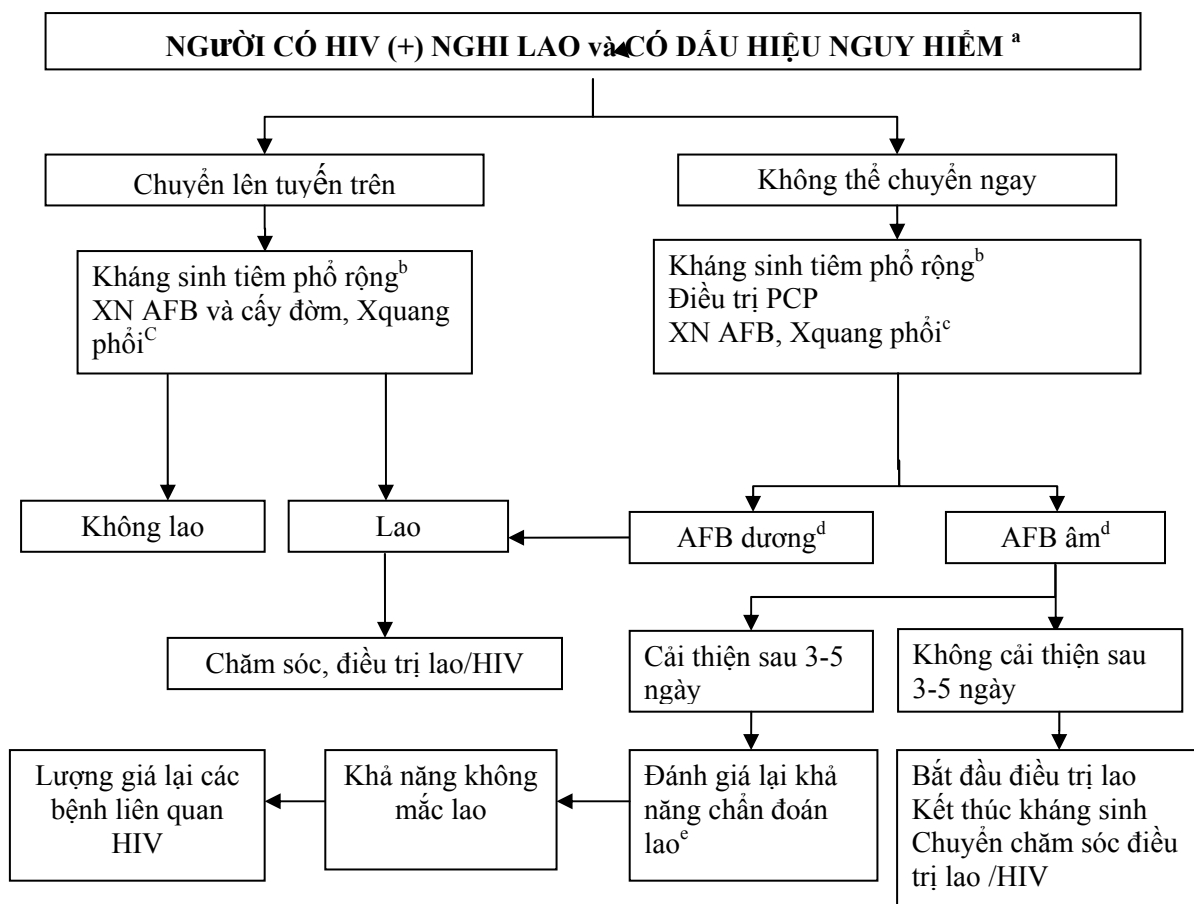 NGƯỜI CÓ HIV (+) NGHI LAO và CÓ DẤU HIỆU NGUY HIỂM ª
Chuyển lên tuyến trên
Không thể chuyển ngay
Kháng sinh tiêm phổ rộngᵇ
XN AFB và cấy đờm, Xquang
phổiᶜ
Kháng sinh tiêm phổ rộngᵇ
Điều trị PCP
XN AFB, Xquang phổiᶜ
Không lao
Lao
AFB dươngᵈ
AFB âmᵈ
Chăm sóc, điều trị lao/HIV
Cải thiện sau 3-5
ngày
Không cải thiện sau
3-5 ngày
Lượng giá lại các
bệnh liên quan
HIV
Khả năng không
mắc lao
Đánh giá lại khả
năng chẩn đoán
laoᵉ
Bắt đầu điều trị lao
Kết thúc kháng sinh
Chuyển chăm sóc điều
trị lao /HIV